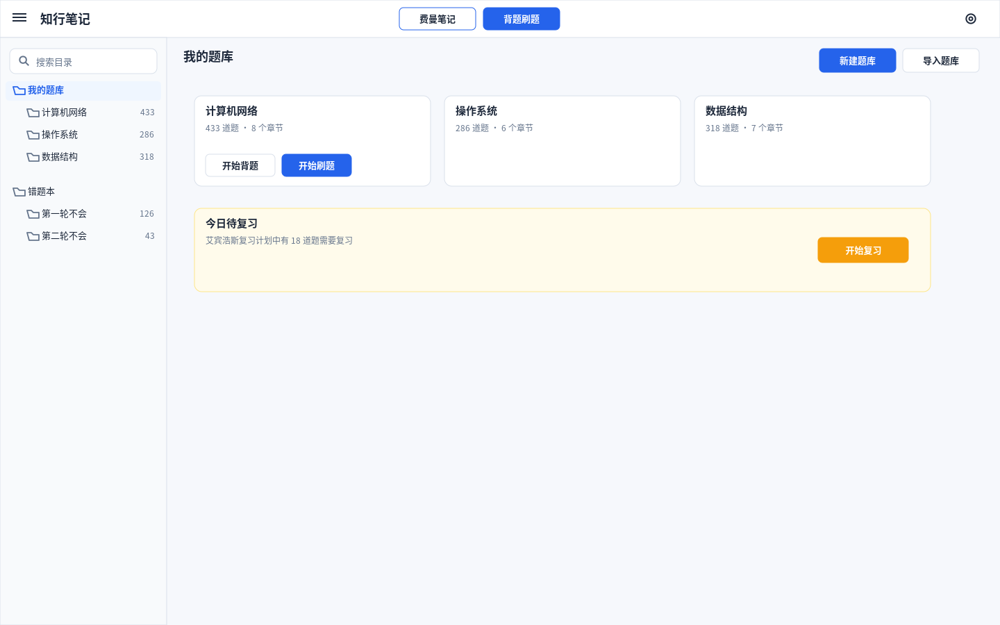 知行笔记
费曼笔记
背题刷题
搜索目录
我的题库
计算机网络 433
操作系统 286
数据结构 318
错题本
第一轮不会 126
第二轮不会 43
我的题库
新建题库
导入题库
计算机网络
433 道题 · 8 个章节
开始背题
开始刷题
操作系统
286 道题 · 6 个章节
数据结构
318 道题 · 7 个章节
今日待复习
艾宾浩斯复习计划中有 18 道题需要复习
开始复习